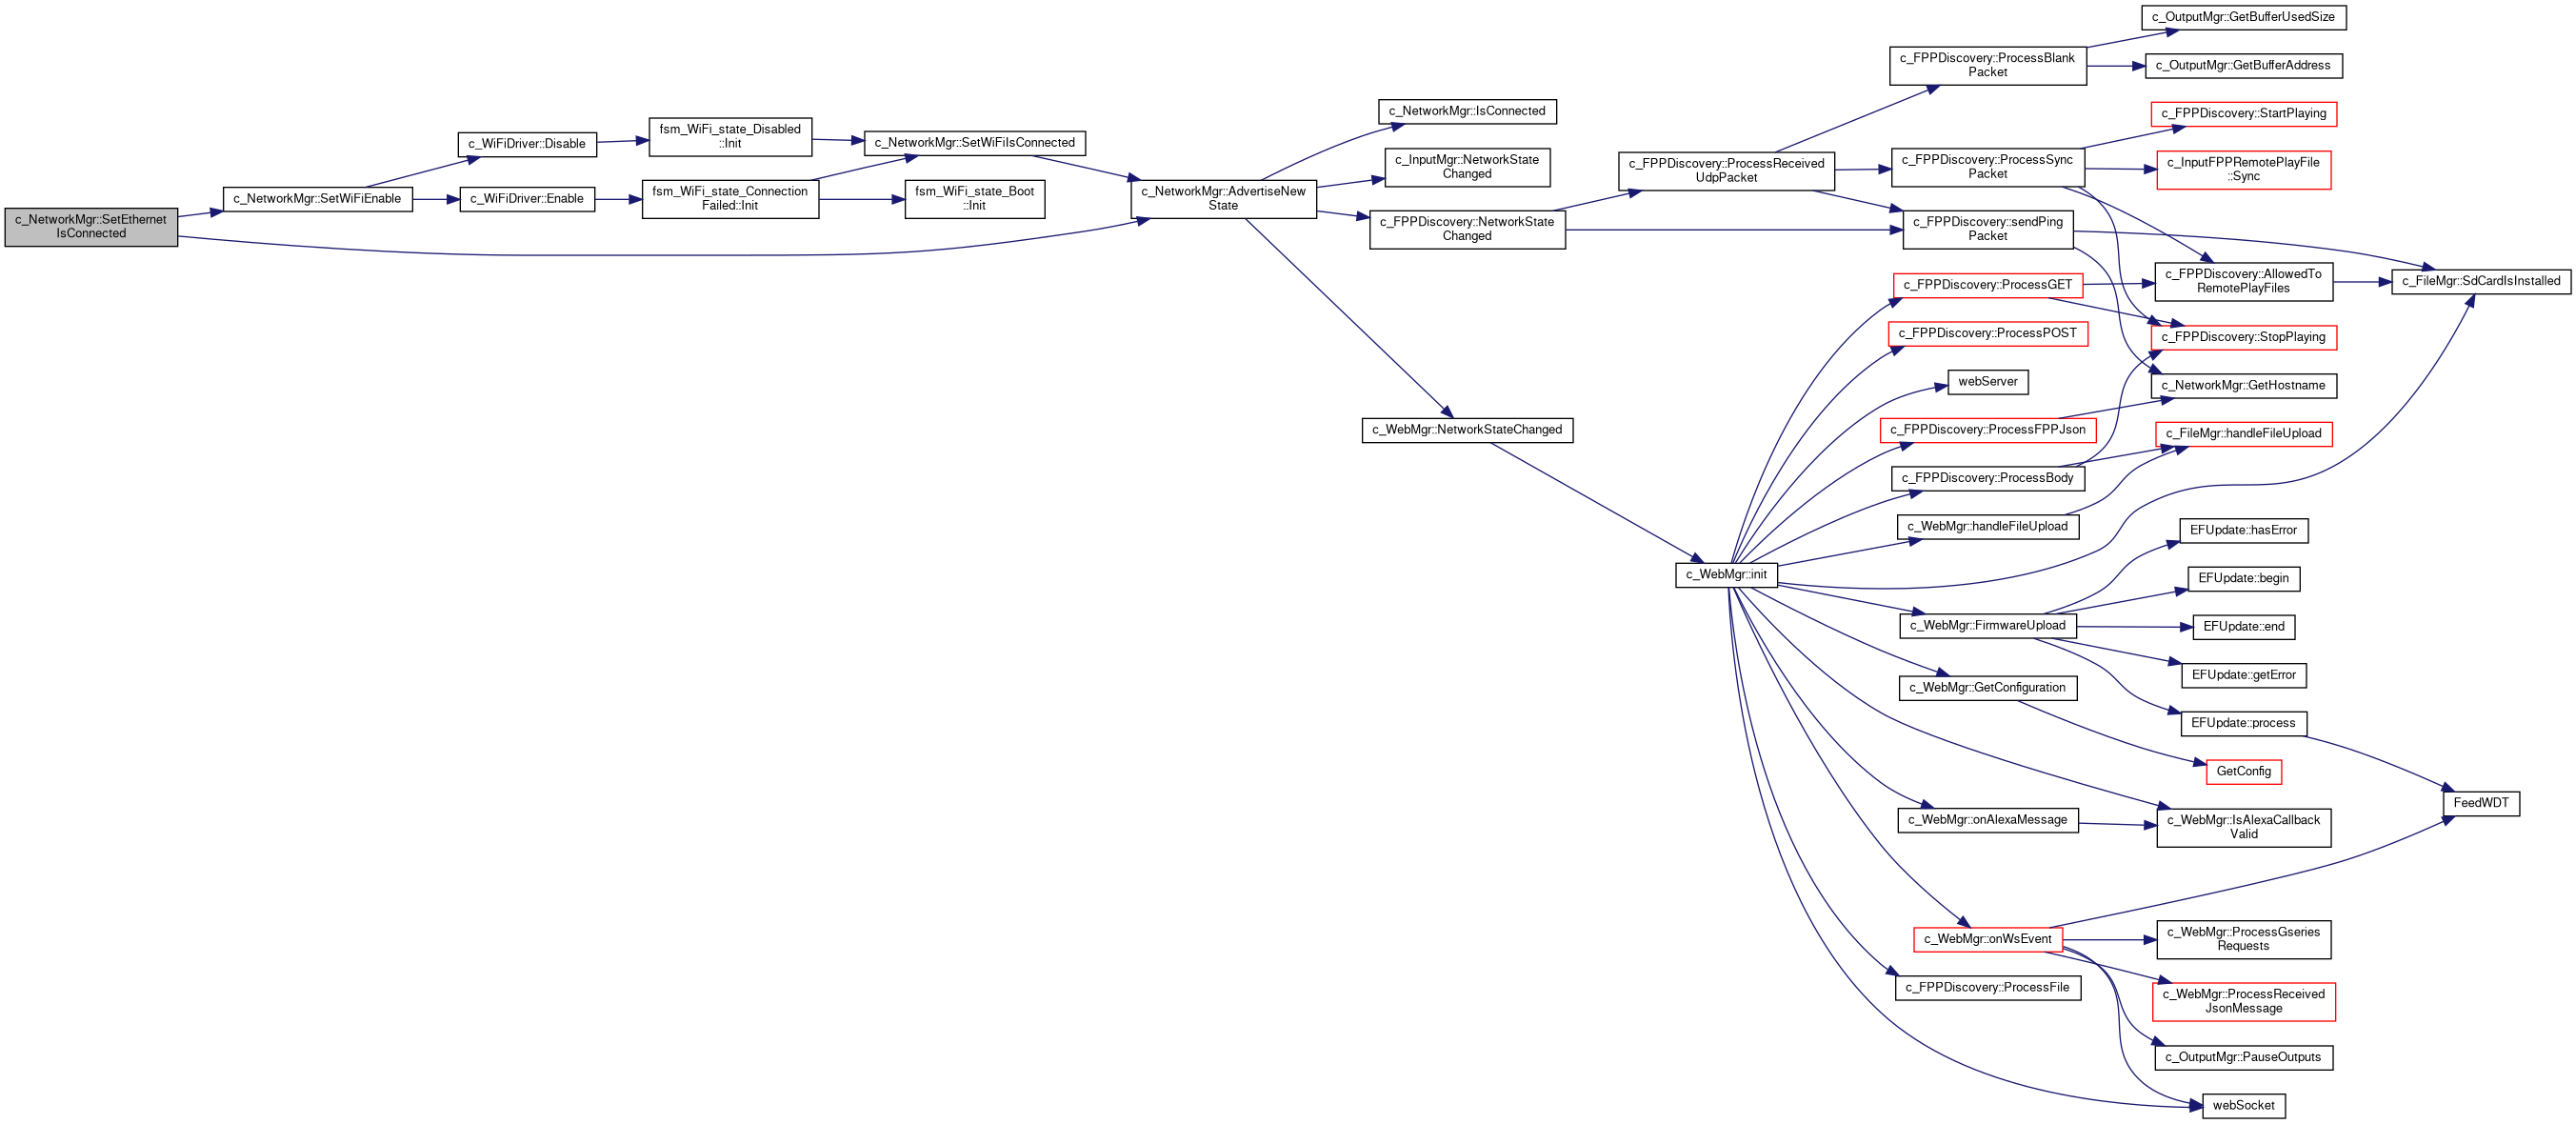 c_NetworkMgr::SetEthernet
IsConnected
c_NetworkMgr::SetWiFiEnable
c_WiFiDriver::Disable
c_WiFiDriver::Enable
fsm_WiFi_state_Disabled
::Init
fsm_WiFi_state_Connection
Failed::Init
c_NetworkMgr::SetWiFiIsConnected
fsm_WiFi_state_Boot
::Init
c_NetworkMgr::AdvertiseNew
State
c_NetworkMgr::IsConnected
c_InputMgr::NetworkState
Changed
c_FPPDiscovery::NetworkState
Changed
c_WebMgr::NetworkStateChanged
c_FPPDiscovery::ProcessReceived
UdpPacket
c_WebMgr::init
c_FPPDiscovery::ProcessBlank
Packet
c_FPPDiscovery::ProcessSync
Packet
c_FPPDiscovery::sendPing
Packet
c_FPPDiscovery::ProcessGET
c_FPPDiscovery::ProcessPOST
webServer
c_FPPDiscovery::ProcessFPPJson
c_FPPDiscovery::ProcessBody
c_WebMgr::handleFileUpload
c_WebMgr::FirmwareUpload
c_WebMgr::GetConfiguration
c_WebMgr::onAlexaMessage
c_WebMgr::onWsEvent
c_FPPDiscovery::ProcessFile
c_OutputMgr::GetBufferUsedSize
c_OutputMgr::GetBufferAddress
c_FPPDiscovery::StartPlaying
c_InputFPPRemotePlayFile
::Sync
c_FPPDiscovery::AllowedTo
RemotePlayFiles
c_FPPDiscovery::StopPlaying
c_NetworkMgr::GetHostname
c_FileMgr::handleFileUpload
EFUpdate::hasError
EFUpdate::begin
EFUpdate::end
EFUpdate::getError
EFUpdate::process
GetConfig
c_WebMgr::IsAlexaCallback
Valid
c_WebMgr::ProcessGseries
Requests
c_WebMgr::ProcessReceived
JsonMessage
c_OutputMgr::PauseOutputs
webSocket
c_FileMgr::SdCardIsInstalled
FeedWDT